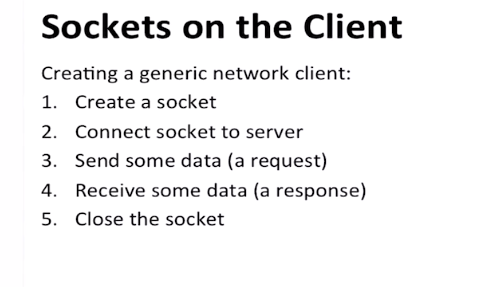 Sockets on the Client
Creating a generic network client:
1. Create a socket
2. Connect socket to server
3. Send some data (a request)
4. Receive some data (a response)
5. Close the socket